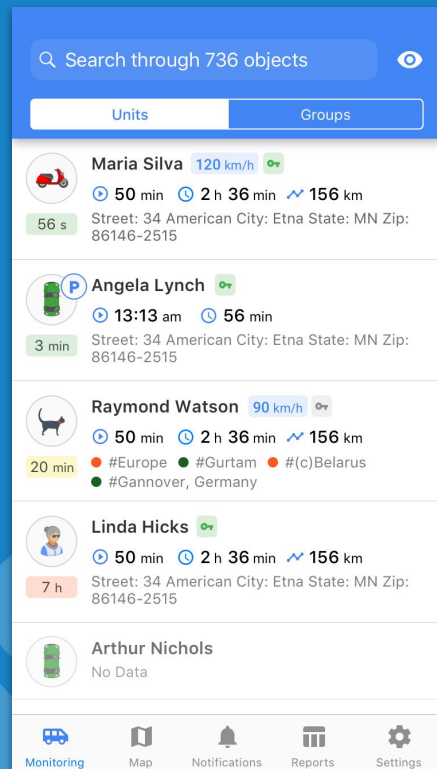 Search through 736 objects
Units Groups
Maria Silva 120 km/h
50 min 2 h 36 min 156 km
56 s
Street: 34 American City: Etna State: MN Zip:
86146-2515
P
Angela Lynch
13:13 am 56 min
3 min
Street: 34 American City: Etna State: MN Zip:
86146-2515
Raymond Watson 90 km/h
50 min 2 h 36 min 156 km
20 min
#Europe #Gurtam #(c)Belarus
#Gannover, Germany
Linda Hicks
50 min 2 h 36 min 156 km
7 h
Street: 34 American City: Etna State: MN Zip:
86146-2515
Arthur Nichols
No Data
Monitoring Map Notifications Reports Settings